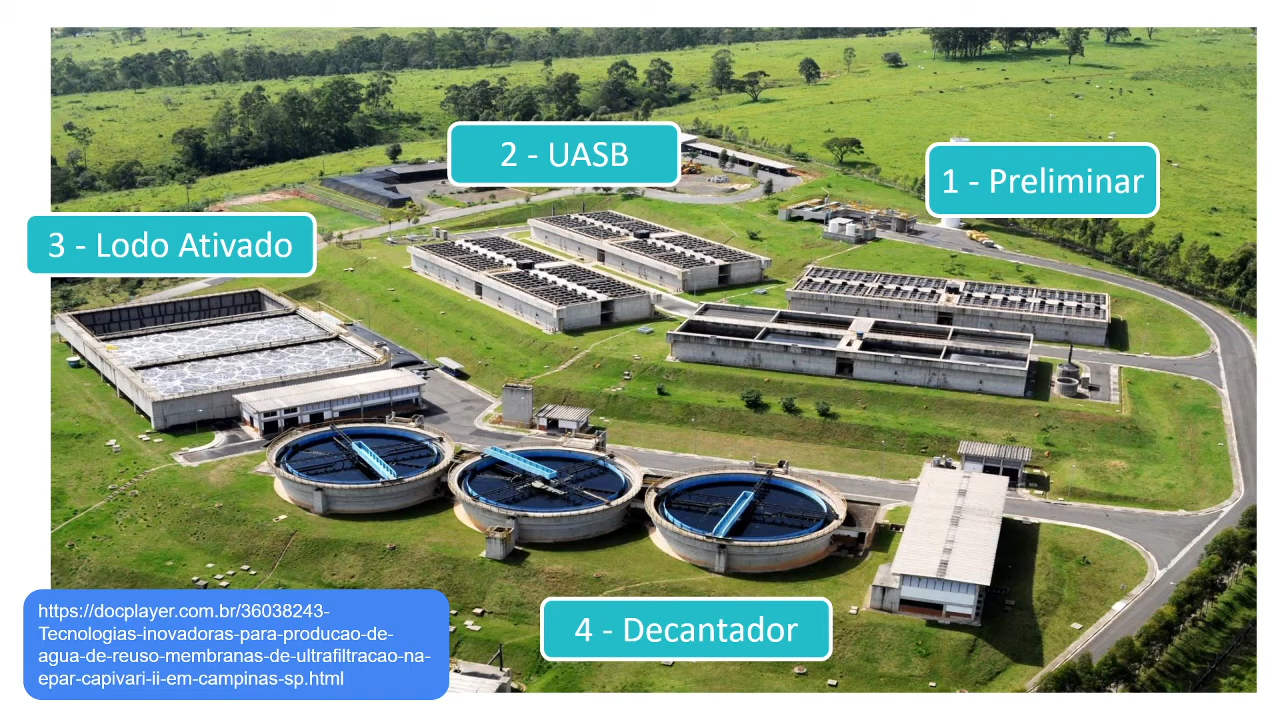 2 - UASB
1 - Preliminar
3 - Lodo Ativado
4 - Decantador
https://docplayer.com.br/36038243-
Tecnologias-inovadoras-para-producao-de-
agua-de-reuso-membranas-de-ultrafiltracao-na-
epar-capivari-ii-em-campinas-sp.html